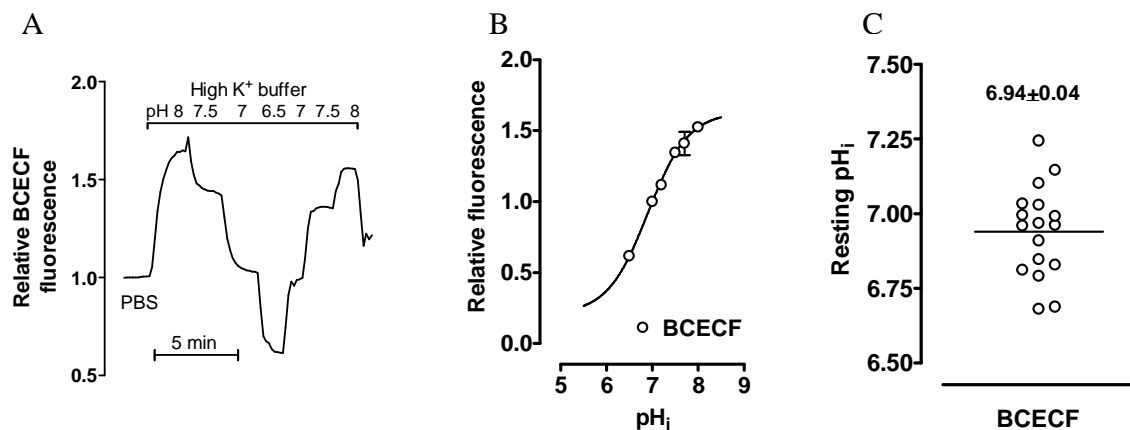 A
Relative BCECF
fluorescence
2.0
1.5
1.0
0.5
High K⁺ buffer
pH 8 7.5 7 6.5 7 7.5 8
PBS
5 min
B
Relative fluorescence
2.0
1.5
1.0
0.5
0.0
BCECF
5 6 7 8 9
pHᵢ
C
Resting pHᵢ
7.50
7.25
7.00
6.75
6.50
6.94±0.04
BCECF